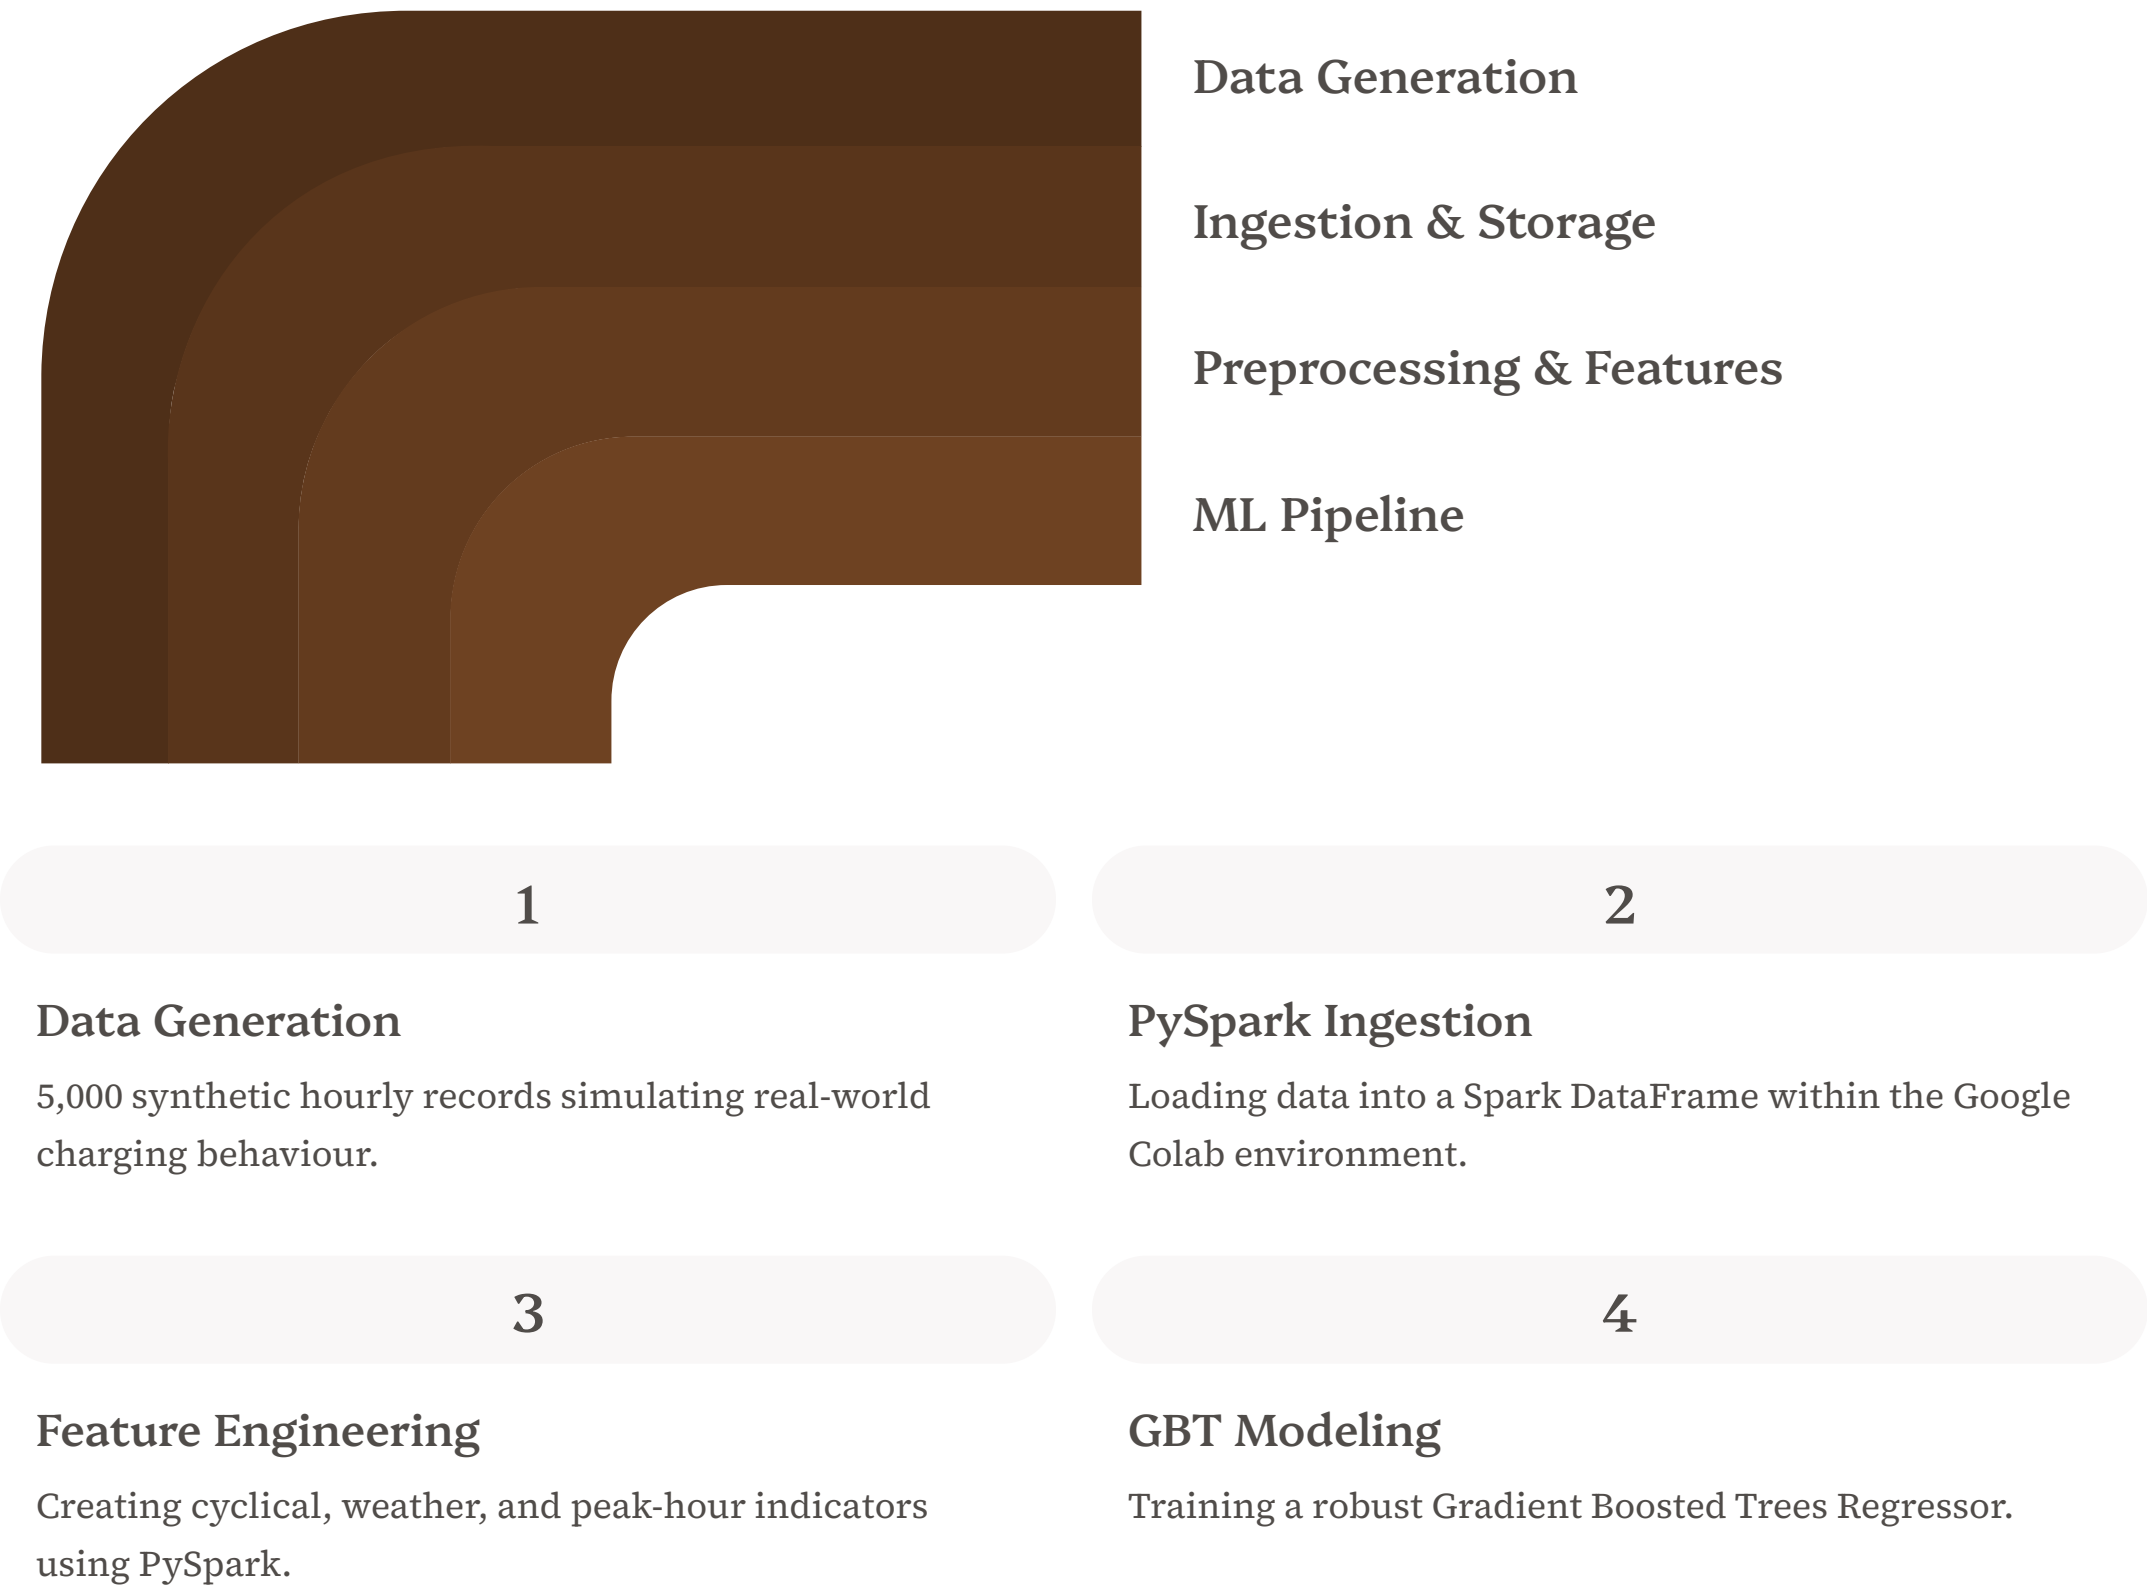 Data Generation
Ingestion & Storage
Preprocessing & Features
ML Pipeline
1
Data Generation
5,000 synthetic hourly records simulating real-world
charging behaviour.
2
PySpark Ingestion
Loading data into a Spark DataFrame within the Google
Colab environment.
3
Feature Engineering
Creating cyclical, weather, and peak-hour indicators
using PySpark.
4
GBT Modeling
Training a robust Gradient Boosted Trees Regressor.